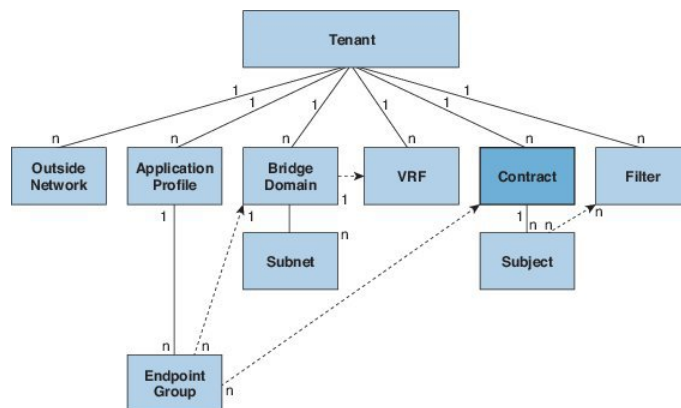 Tenant
1
1
1
1
1
1
n
n
n
n
n
n
Outside
Network
Application
Profile
Bridge
Domain
VRF
Contract
Filter
1
1
1
1
n
n
n
Subnet
n
Subject
n
n
Endpoint
Group
n